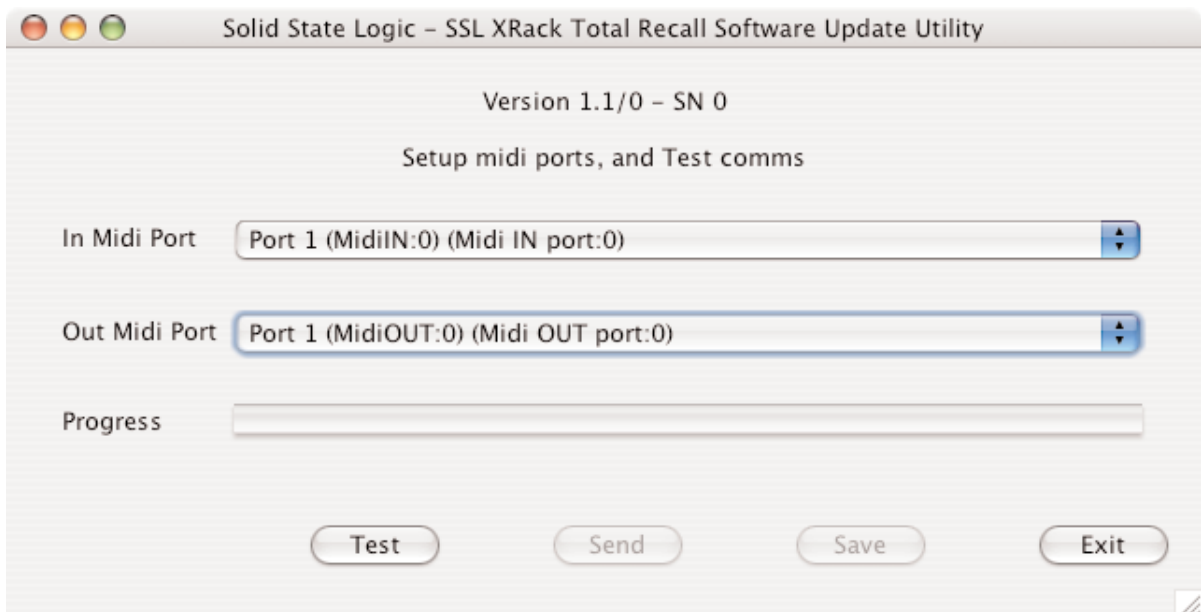 Solid State Logic – SSL XRack Total Recall Software Update Utility
Version 1.1/0 – SN 0
Setup midi ports, and Test comms
In Midi Port Port 1 (MidiIN:0) (Midi IN port:0)
Out Midi Port Port 1 (MidiOUT:0) (Midi OUT port:0)
Progress
Test Send Save Exit